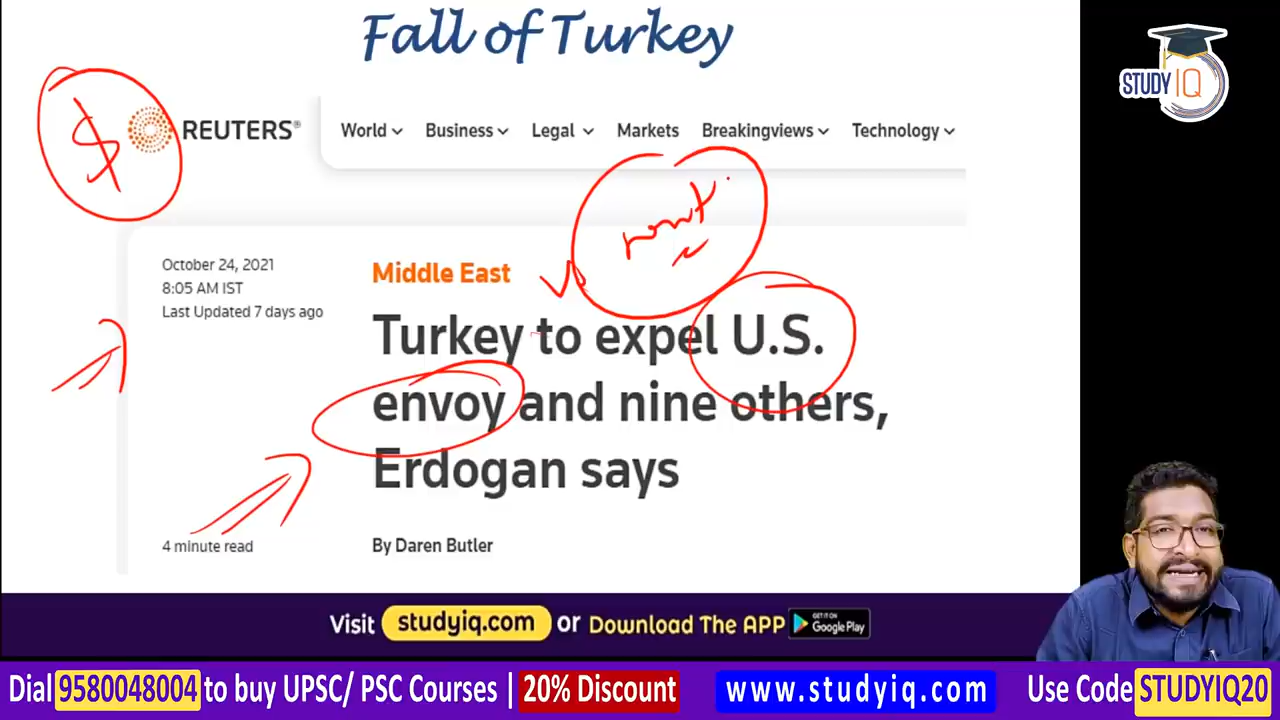 Fall of Turkey
STUDY IQ
$
REUTERS®
World Business Legal Markets Breakingviews Technology
October 24, 2021
8:05 AM IST
Last Updated 7 days ago
Middle East
Turkey to expel U.S.
envoy and nine others,
Erdogan says
4 minute read
By Daren Butler
Visit studyiq.com or Download The APP GET IT ON Google Play
Dial 9580048004 to buy UPSC/ PSC Courses | 20% Discount www.studyiq.com Use Code STUDYIQ20